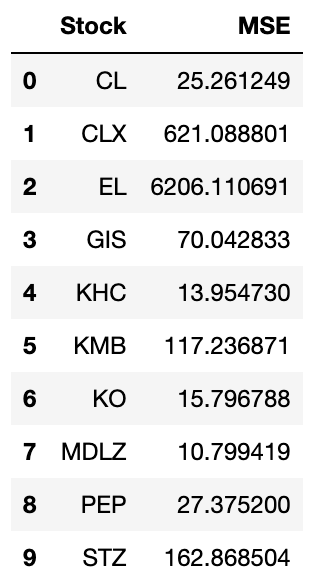 Stock MSE
0 CL 25.261249
1 CLX 621.088801
2 EL 6206.110691
3 GIS 70.042833
4 KHC 13.954730
5 KMB 117.236871
6 KO 15.796788
7 MDLZ 10.799419
8 PEP 27.375200
9 STZ 162.868504